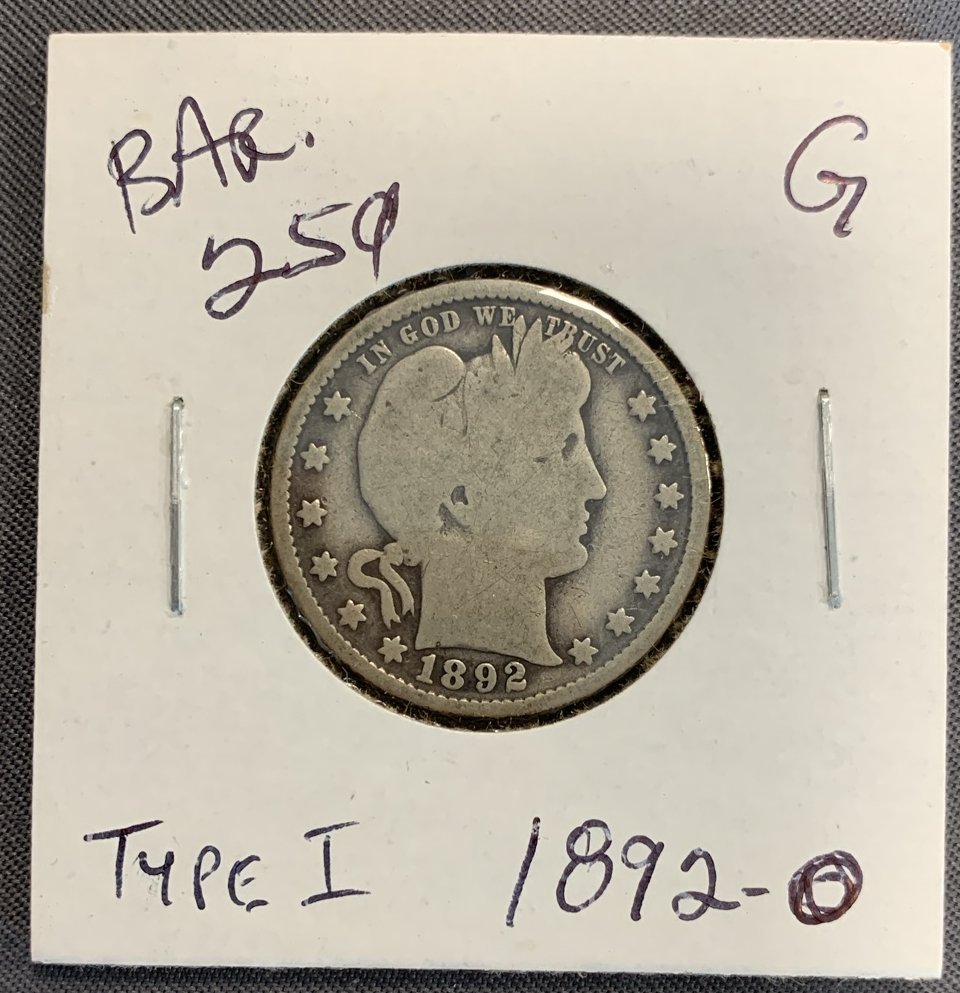 BAR.
25¢
G
IN GOD WE TRUST
1892
TYPE I 1892-O